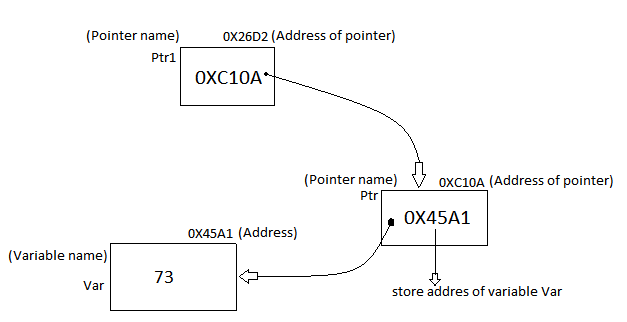 (Pointer name) 0X26D2 (Address of pointer)
Ptr1
0XC10A
(Pointer name) 0XC10A (Address of pointer)
Ptr
0X45A1
0X45A1 (Address)
(Variable name)
Var 73
store addres of variable Var